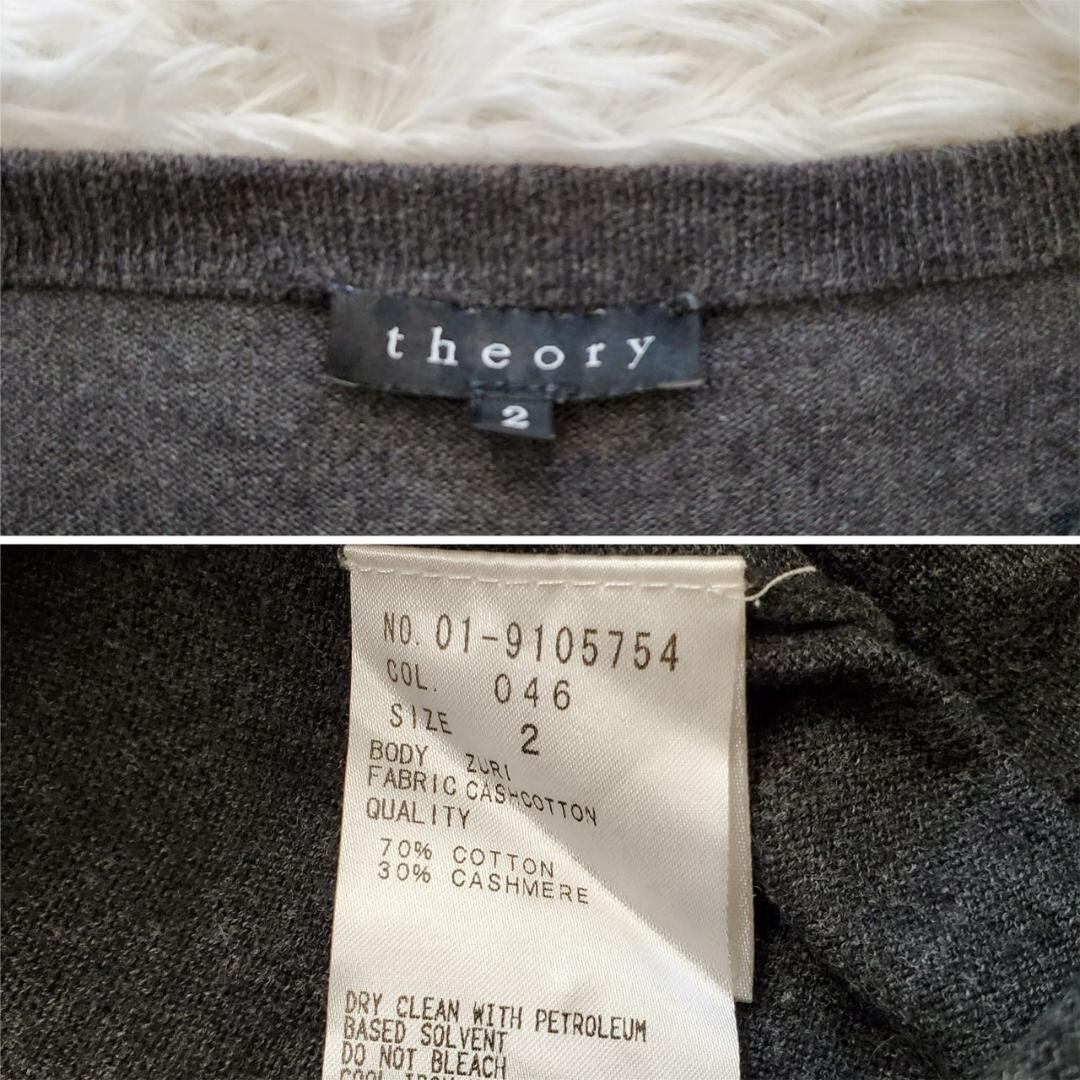 theory
2
NO. 01-9105754
COL. 046
SIZE 2
BODY ZURI
FABRIC CASHCOTTON
QUALITY
70% COTTON
30% CASHMERE
DRY CLEAN WITH PETROLEUM
BASED SOLVENT
DO NOT BLEACH
COOL